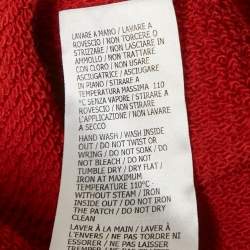 LAVARE A MANO / LAVARE A
ROVESCIO / NON TORCERE O
STRIZZARE / NON LASCIARE IN
AMMOLLO / NON TRATTARE
CON CLORO / NON USARE
ASCIUGATRICE / ASCIUGARE
IN PIANO / STIRARE A
TEMPERATURA MASSIMA 110
°C SENZA VAPORE / STIRARE A
ROVESCIO / NON STIRARE
L'APPLICAZIONE / NON LAVARE
A SECCO
HAND WASH / WASH INSIDE
OUT / DO NOT TWIST OR
WRING / DO NOT SOAK / DO
NOT BLEACH / DO NOT
TUMBLE DRY / DRY FLAT /
IRON AT MAXIMUM
TEMPERATURE 110°C
WITHOUT STEAM / IRON
INSIDE OUT / DO NOT IRON
THE PATCH / DO NOT DRY
CLEAN
LAVER À LA MAIN / LAVER À
L'ENVERS / NE PAS TORDRE NI
ESSORER / NE PAS LAISSER
TREMPER / NE PAS